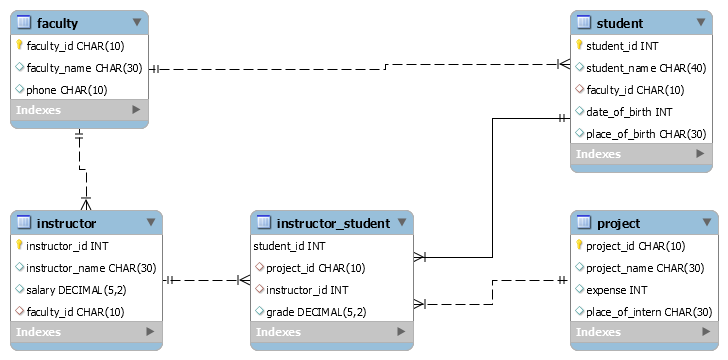 faculty
faculty_id CHAR(10)
faculty_name CHAR(30)
phone CHAR(10)
Indexes
student
student_id INT
student_name CHAR(40)
faculty_id CHAR(10)
date_of_birth INT
place_of_birth CHAR(30)
Indexes
instructor
instructor_id INT
instructor_name CHAR(30)
salary DECIMAL(5,2)
faculty_id CHAR(10)
Indexes
instructor_student
student_id INT
project_id CHAR(10)
instructor_id INT
grade DECIMAL(5,2)
Indexes
project
project_id CHAR(10)
project_name CHAR(30)
expense INT
place_of_intern CHAR(30)
Indexes